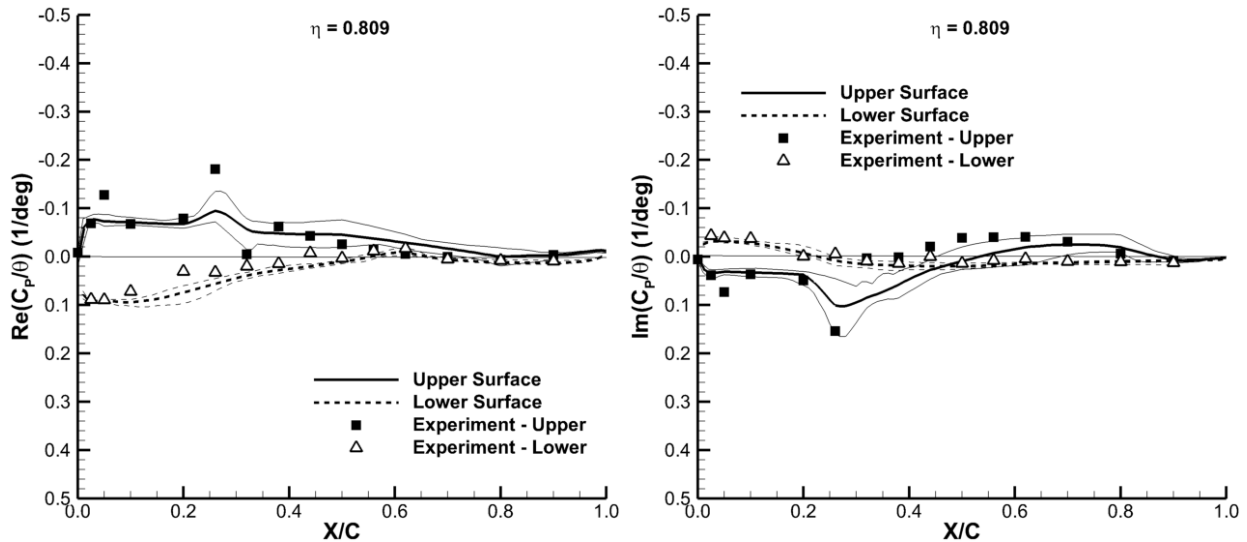 η = 0.809
-0.5
-0.4
-0.3
-0.2
-0.1
0.0
0.1
0.2
0.3
0.4
0.5
Re(C_P/θ) (1/deg)
Upper Surface
Lower Surface
Experiment - Upper
Experiment - Lower
0.0 0.2 0.4 0.6 0.8 1.0
X/C
η = 0.809
-0.5
-0.4
-0.3
-0.2
-0.1
0.0
0.1
0.2
0.3
0.4
0.5
Im(C_P/θ) (1/deg)
Upper Surface
Lower Surface
Experiment - Upper
Experiment - Lower
0.0 0.2 0.4 0.6 0.8 1.0
X/C